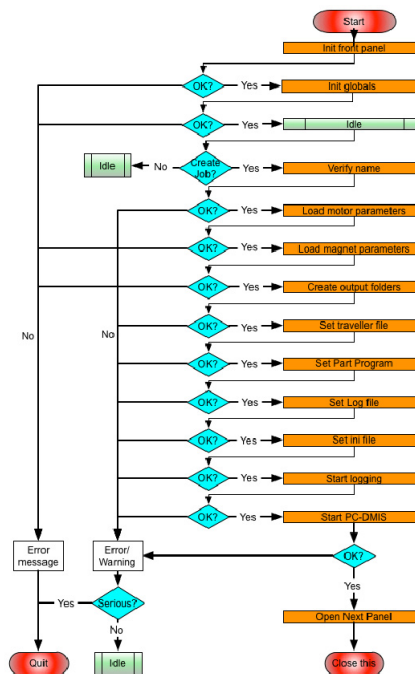 Start
Init front panel
OK?
Yes
Init globals
OK?
Yes
Idle
Idle
No
Create
Job?
Yes
Verify name
OK?
Yes
Load motor parameters
OK?
Yes
Load magnet parameters
OK?
Yes
Create output folders
No
No
OK?
Yes
Set traveller file
OK?
Yes
Set Part Program
OK?
Yes
Set Log file
OK?
Yes
Set ini file
OK?
Yes
Start logging
OK?
Yes
Start PC-DMIS
Error
message
Error/
Warning
OK?
Yes
Yes
Serious?
No
Open Next Panel
Quit
Idle
Close this